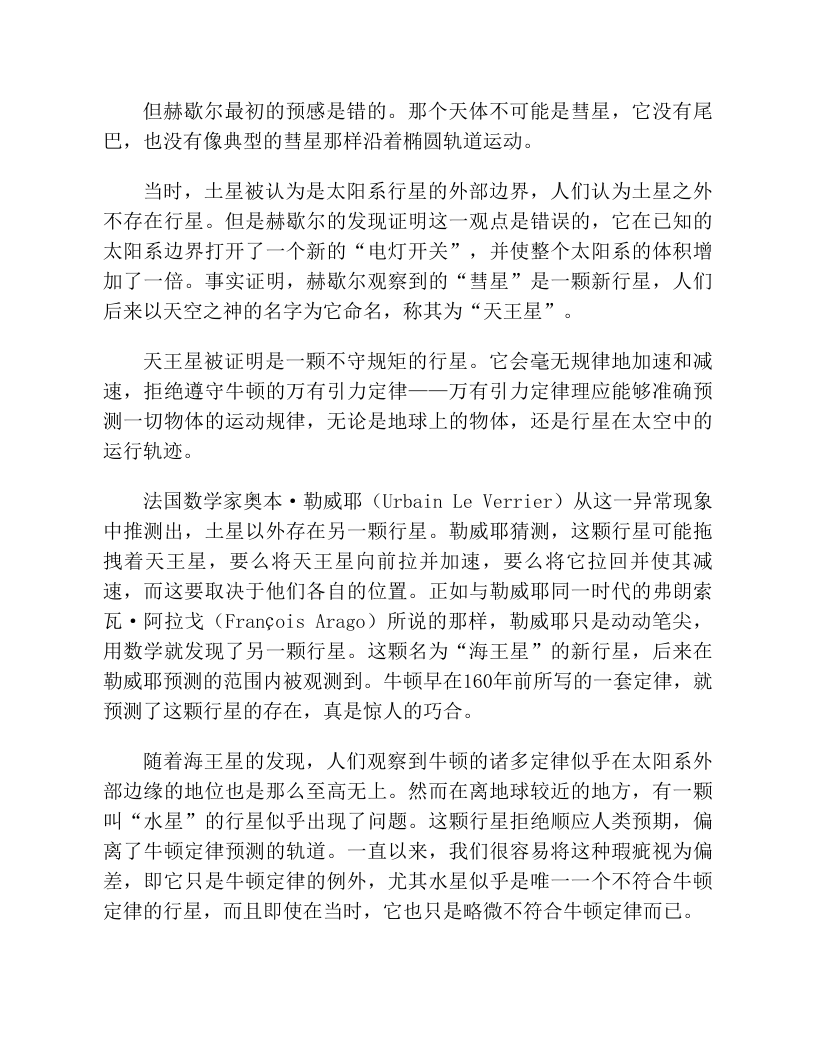 但赫歇尔最初的预感是错的。那个天体不可能是彗星，它没有尾
巴，也没有像典型的彗星那样沿着椭圆轨道运动。
当时，土星被认为是太阳系行星的外部边界，人们认为土星之外
不存在行星。但是赫歇尔的发现证明这一观点是错误的，它在已知的
太阳系边界打开了一个新的“电灯开关”，并使整个太阳系的体积增
加了一倍。事实证明，赫歇尔观察到的“彗星”是一颗新行星，人们
后来以天空之神的名字为它命名，称其为“天王星”。
天王星被证明是一颗不守规矩的行星。它会毫无规律地加速和减
速，拒绝遵守牛顿的万有引力定律——万有引力定律理应能够准确预
测一切物体的运动规律，无论是地球上的物体，还是行星在太空中的
运行轨迹。
法国数学家奥本·勒威耶（Urbain Le Verrier）从这一异常现象
中推测出，土星以外存在另一颗行星。勒威耶猜测，这颗行星可能拖
拽着天王星，要么将天王星向前拉并加速，要么将它拉回并使其减
速，而这要取决于他们各自的位置。正如与勒威耶同一时代的弗朗索
瓦·阿拉戈（François Arago）所说的那样，勒威耶只是动动笔尖，
用数学就发现了另一颗行星。这颗名为“海王星”的新行星，后来在
勒威耶预测的范围内被观测到。牛顿早在160年前所写的一套定律，就
预测了这颗行星的存在，真是惊人的巧合。
随着海王星的发现，人们观察到牛顿的诸多定律似乎在太阳系外
部边缘的地位也是那么至高无上。然而在离地球较近的地方，有一颗
叫“水星”的行星似乎出现了问题。这颗行星拒绝顺应人类预期，偏
离了牛顿定律预测的轨道。一直以来，我们很容易将这种瑕疵视为偏
差，即它只是牛顿定律的例外，尤其水星似乎是唯一一个不符合牛顿
定律的行星，而且即使在当时，它也只是略微不符合牛顿定律而已。